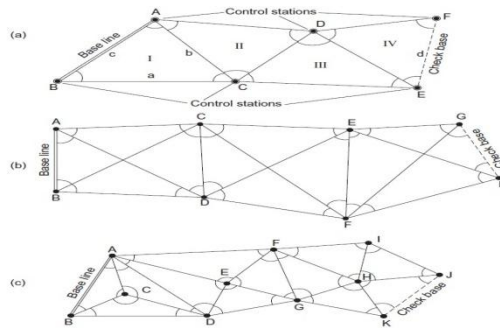 Control stations
(a)
A
D
F
Base line
c
I
b
II
IV
III
d
Check base
a
B
C
E
Control stations
(b)
A
C
E
G
Base line
Check base
B
D
F
(c)
A
F
I
Base line
C
E
H
J
B
D
G
K
Check base